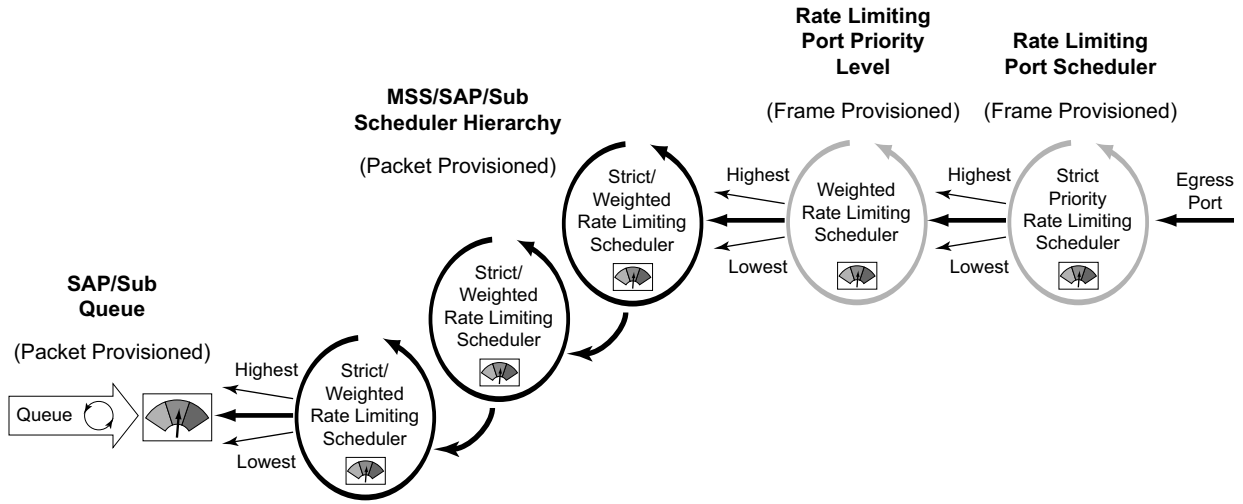 Rate Limiting
Port Priority
Level
(Frame Provisioned)
Rate Limiting
Port Scheduler
(Frame Provisioned)
MSS/SAP/Sub
Scheduler Hierarchy
(Packet Provisioned)
SAP/Sub
Queue
(Packet Provisioned)
Queue
Highest
Lowest
Strict/
Weighted
Rate Limiting
Scheduler
Strict/
Weighted
Rate Limiting
Scheduler
Strict/
Weighted
Rate Limiting
Scheduler
Highest
Lowest
Weighted
Rate Limiting
Scheduler
Highest
Lowest
Strict
Priority
Rate Limiting
Scheduler
Egress
Port